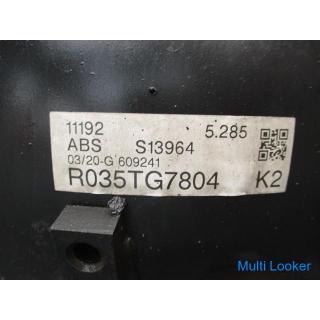 11192 5.285
ABS S13964
03/20-G 609241
R035TG7804 K2
Multi Looker